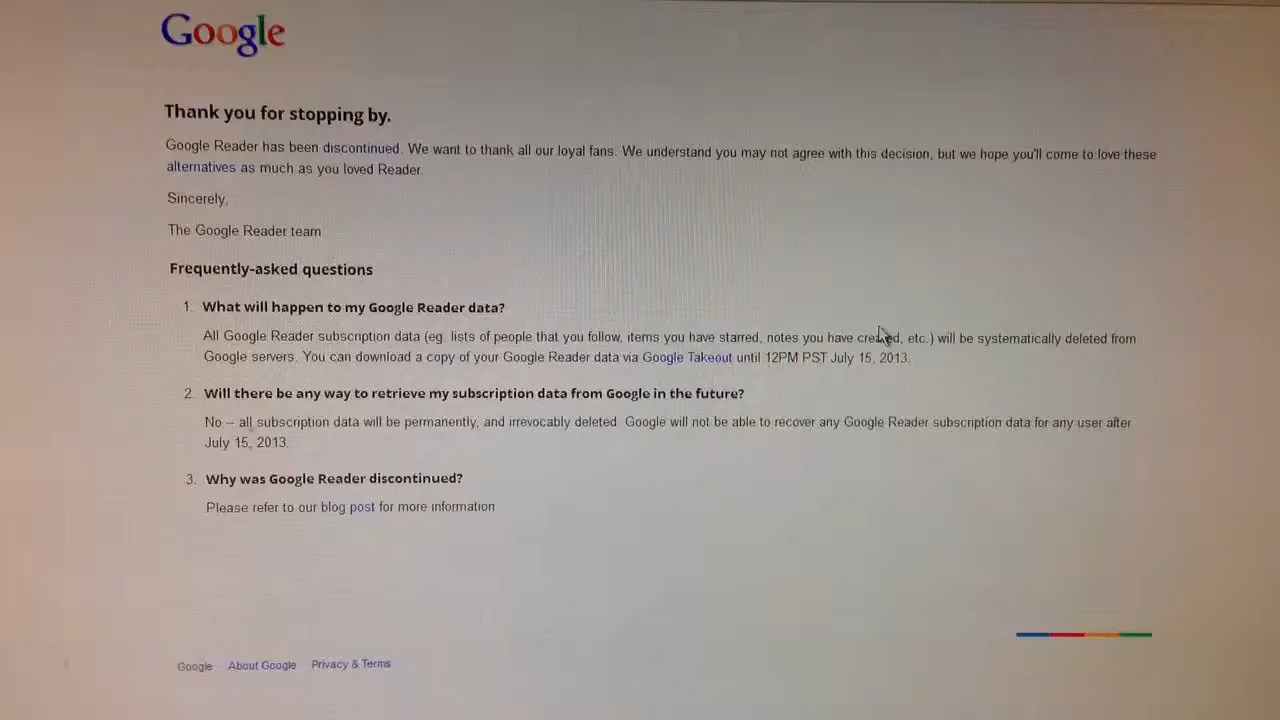 Google
Thank you for stopping by.
Google Reader has been discontinued. We want to thank all our loyal fans. We understand you may not agree with this decision, but we hope you'll come to love these
alternatives as much as you loved Reader.
Sincerely,
The Google Reader team
Frequently-asked questions
1. What will happen to my Google Reader data?
All Google Reader subscription data (eg. lists of people that you follow, items you have starred, notes you have created, etc.) will be systematically deleted from
Google servers. You can download a copy of your Google Reader data via Google Takeout until 12PM PST July 15, 2013.
2. Will there be any way to retrieve my subscription data from Google in the future?
No – all subscription data will be permanently, and irrevocably deleted. Google will not be able to recover any Google Reader subscription data for any user after
July 15, 2013.
3. Why was Google Reader discontinued?
Please refer to our blog post for more information
Google About Google Privacy & Terms